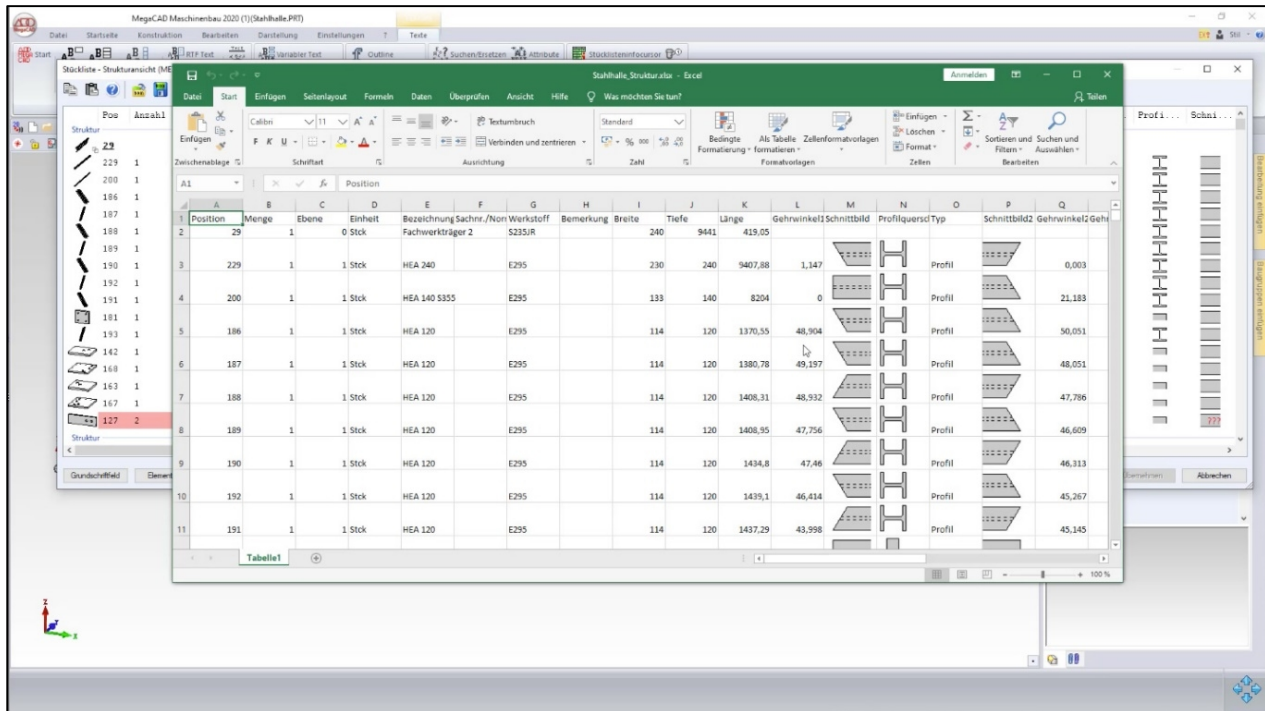 MegaCAD Maschinenbau 2020 (1)(Stahlhalle.PRT)
Datei Startseite Konstruktion Bearbeiten Darstellung Einstellungen ? Texte
Start RTF Text Variabler Text Outline Suchen/Ersetzen Attribute Stücklisteninfocursor
Stückliste - Strukturansicht (ME
Pos Anzahl
Struktur
29
229 1
200 1
186 1
187 1
188 1
189 1
190 1
192 1
191 1
181 1
193 1
142 1
168 1
163 1
167 1
127 2
Struktur
Grundschriftfeld Element
Stahlhalle_Struktur.xlsx - Excel
Anmelden
Datei Start Einfügen Seitenlayout Formeln Daten Überprüfen Ansicht Hilfe Was möchten Sie tun? Teilen
Einfügen
Calibri 11
F K U
Textumbruch
Verbinden und zentrieren
Standard
% 000
Bedingte Formatierung
Als Tabelle formatieren
Zellenformatvorlagen
Einfügen
Löschen
Format
Sortieren und Filtern
Suchen und Auswählen
Zwischenablage Schriftart Ausrichtung Zahl Formatvorlagen Zellen Bearbeiten
A1 fx Position
A B C D E F G H I J K L M N O P Q
1 Position Menge Ebene Einheit Bezeichnung Sachnr./Nor Werkstoff Bemerkung Breite Tiefe Länge Gehrwinkel1 Schnittbild Profilquersc Typ Schnittbild2 Gehrwinkel2 Gehr
2 29 1 0 Stck Fachwerkträger 2 S235JR 240 9441 419,05
3 229 1 1 Stck HEA 240 E295 230 240 9407,88 1,147 Profil 0,003
4 200 1 1 Stck HEA 140 S355 E295 133 140 8204 0 Profil 21,183
5 186 1 1 Stck HEA 120 E295 114 120 1370,55 48,904 Profil 50,051
6 187 1 1 Stck HEA 120 E295 114 120 1380,78 49,197 Profil 48,051
7 188 1 1 Stck HEA 120 E295 114 120 1408,31 48,932 Profil 47,786
8 189 1 1 Stck HEA 120 E295 114 120 1408,95 47,756 Profil 46,609
9 190 1 1 Stck HEA 120 E295 114 120 1434,8 47,46 Profil 46,313
10 192 1 1 Stck HEA 120 E295 114 120 1439,1 46,414 Profil 45,267
11 191 1 1 Stck HEA 120 E295 114 120 1437,29 43,998 Profil 45,145
Tabelle1
100 %
Profi... Schni...
???
Abbrechen
Bearbeitung einfügen
Baugruppen einfügen
z
x